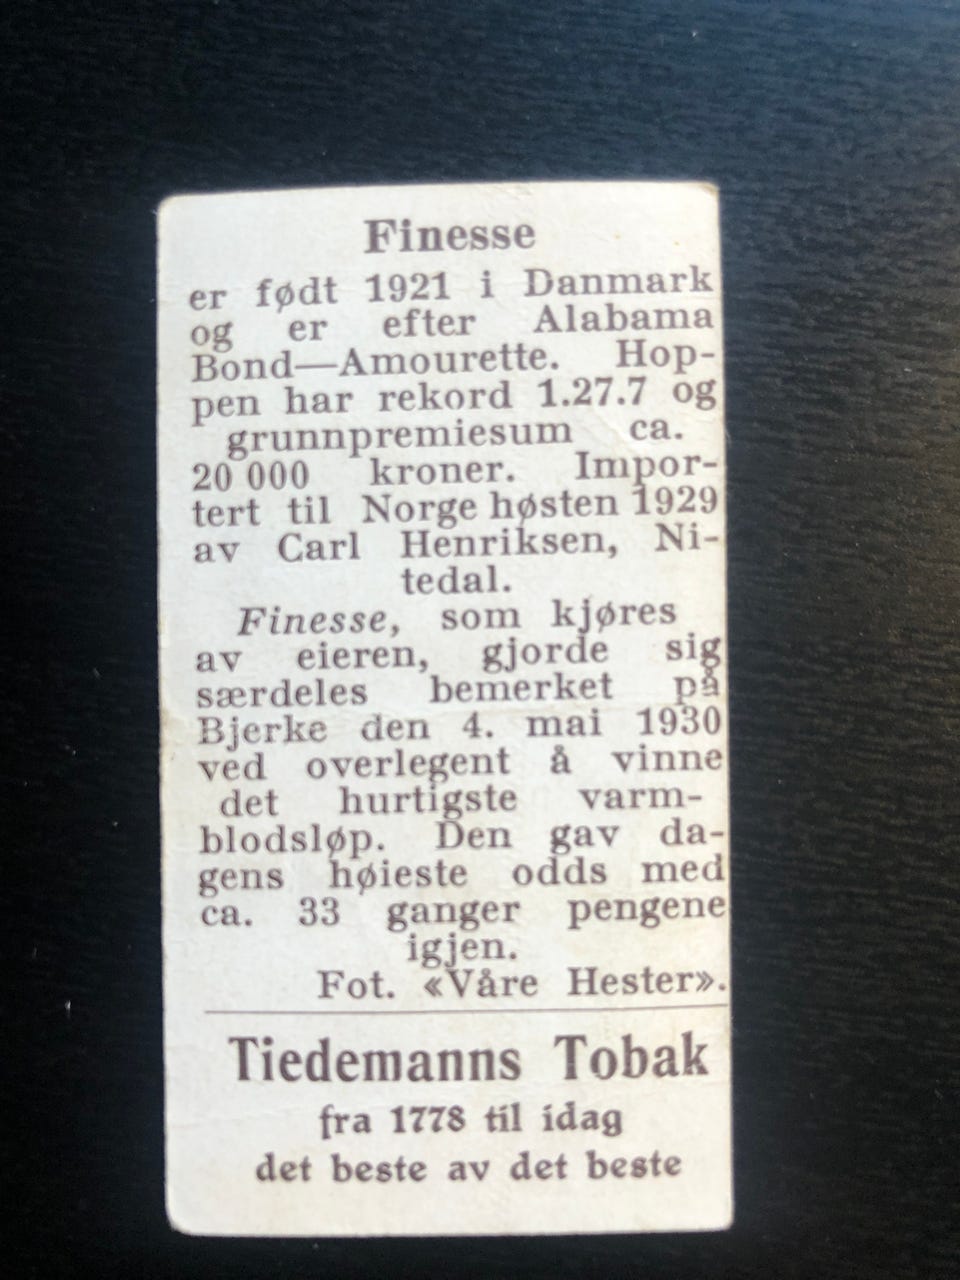 Finesse
er født 1921 i Danmark
og er efter Alabama
Bond—Amourette. Hop-
pen har rekord 1.27.7 og
grunnpremiesum ca.
20 000 kroner. Impor-
tert til Norge høsten 1929
av Carl Henriksen, Ni-
tedal.
Finesse, som kjøres
av eieren, gjorde sig
særdeles bemerket på
Bjerke den 4. mai 1930
ved overlegent å vinne
det hurtigste varm-
blodsløp. Den gav da-
gens høieste odds med
ca. 33 ganger pengene
igjen.
Fot. «Våre Hester».
Tiedemanns Tobak
fra 1778 til idag
det beste av det beste